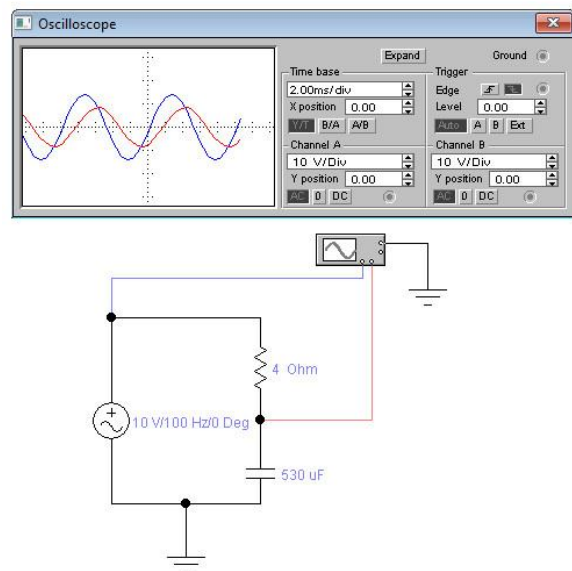 Oscilloscope
Expand
Ground
Time base
2.00ms/div
X position 0.00
Y/T B/A A/B
Trigger
Edge
Level 0.00
Auto A B Ext
Channel A
10 V/Div
Y position 0.00
AC 0 DC
Channel B
10 V/Div
Y position 0.00
AC 0 DC
4 Ohm
10 V/100 Hz/0 Deg
530 uF